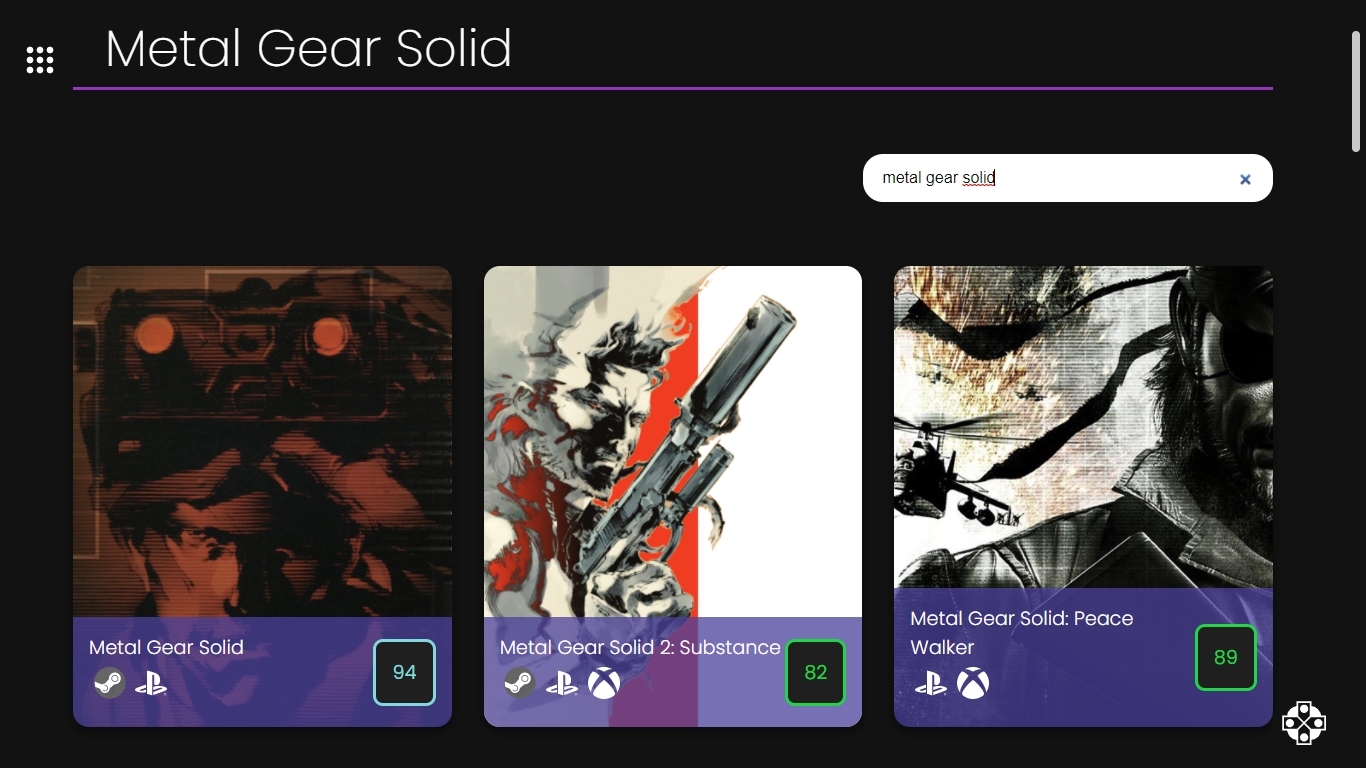 Metal Gear Solid
metal gear solid
Metal Gear Solid
94
Metal Gear Solid 2: Substance
82
Metal Gear Solid: Peace
Walker
89